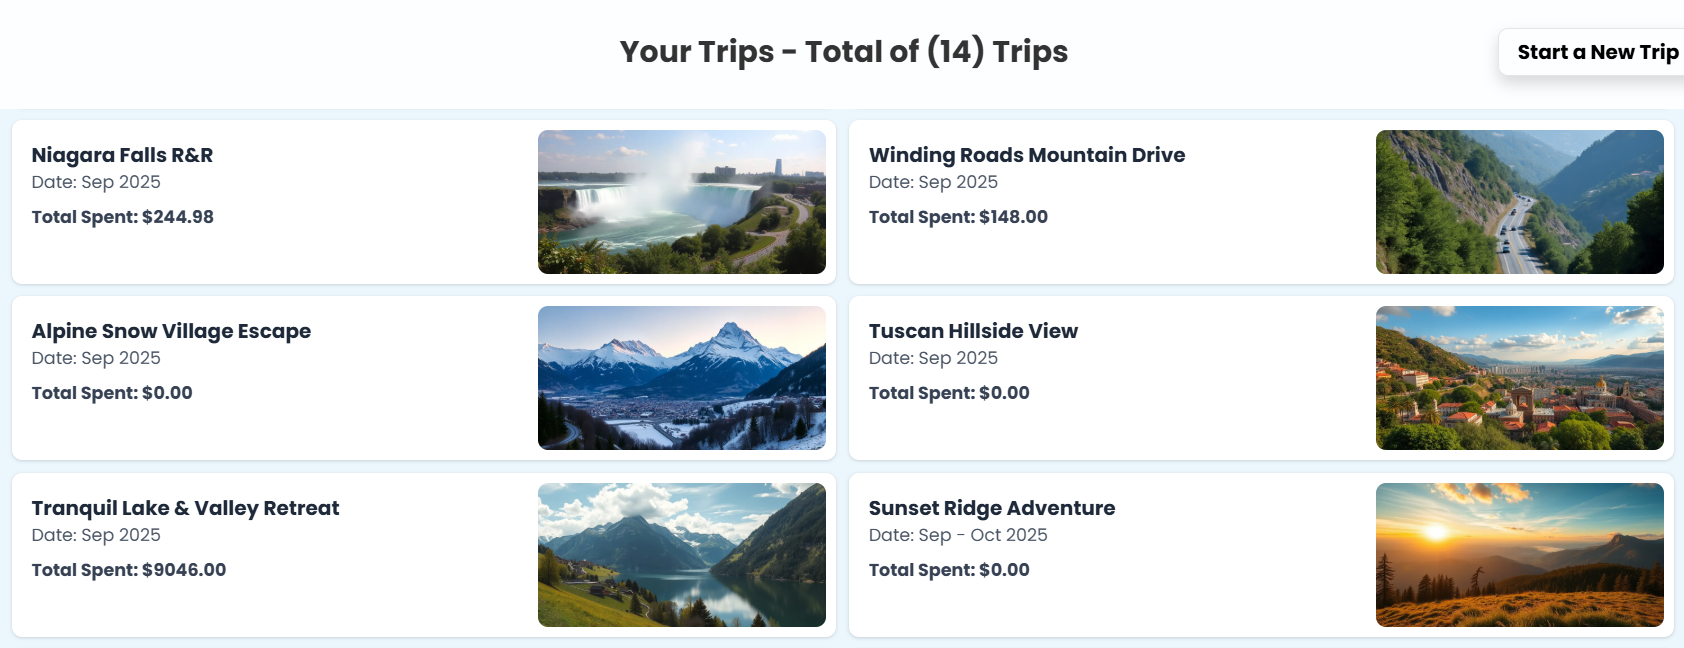 Your Trips - Total of (14) Trips
Start a New Trip
Niagara Falls R&R
Date: Sep 2025
Total Spent: $244.98
Winding Roads Mountain Drive
Date: Sep 2025
Total Spent: $148.00
Alpine Snow Village Escape
Date: Sep 2025
Total Spent: $0.00
Tuscan Hillside View
Date: Sep 2025
Total Spent: $0.00
Tranquil Lake & Valley Retreat
Date: Sep 2025
Total Spent: $9046.00
Sunset Ridge Adventure
Date: Sep - Oct 2025
Total Spent: $0.00